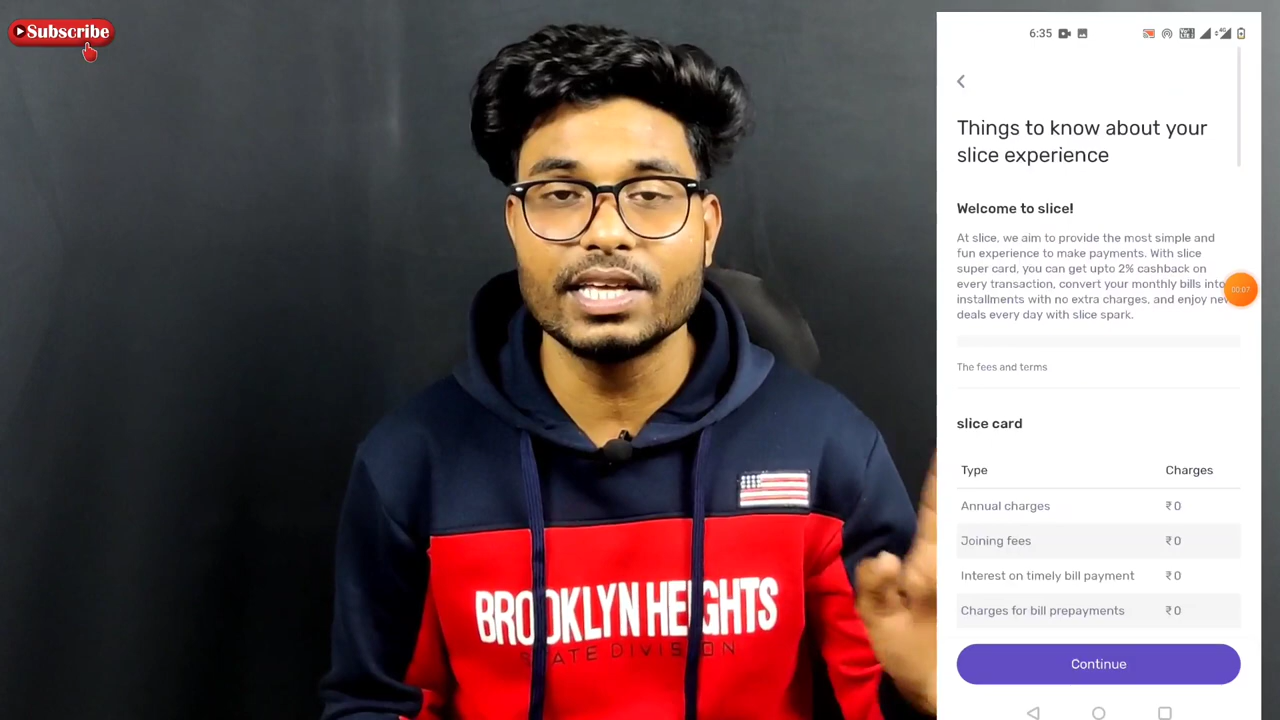 Subscribe
6:35
Things to know about your
slice experience
Welcome to slice!
At slice, we aim to provide the most simple and
fun experience to make payments. With slice
super card, you can get upto 2% cashback on
every transaction, convert your monthly bills into
installments with no extra charges, and enjoy new
deals every day with slice spark.
00:07
The fees and terms
slice card
Type Charges
Annual charges ₹0
Joining fees ₹0
Interest on timely bill payment ₹0
Charges for bill prepayments ₹0
Continue
BROOKLYN HEIGHTS
STATE DIVISION